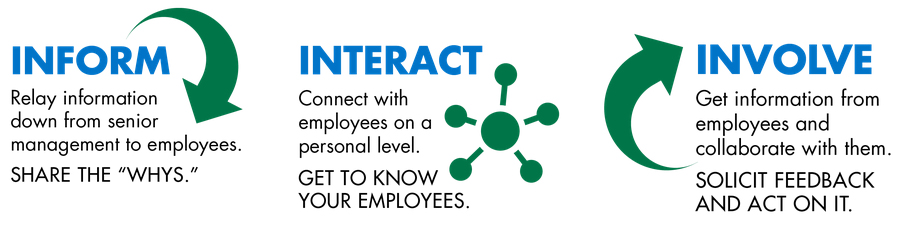 INFORM
Relay information
down from senior
management to employees.
SHARE THE “WHYS.”
INTERACT
Connect with
employees on a
personal level.
GET TO KNOW
YOUR EMPLOYEES.
INVOLVE
Get information from
employees and
collaborate with them.
SOLICIT FEEDBACK
AND ACT ON IT.